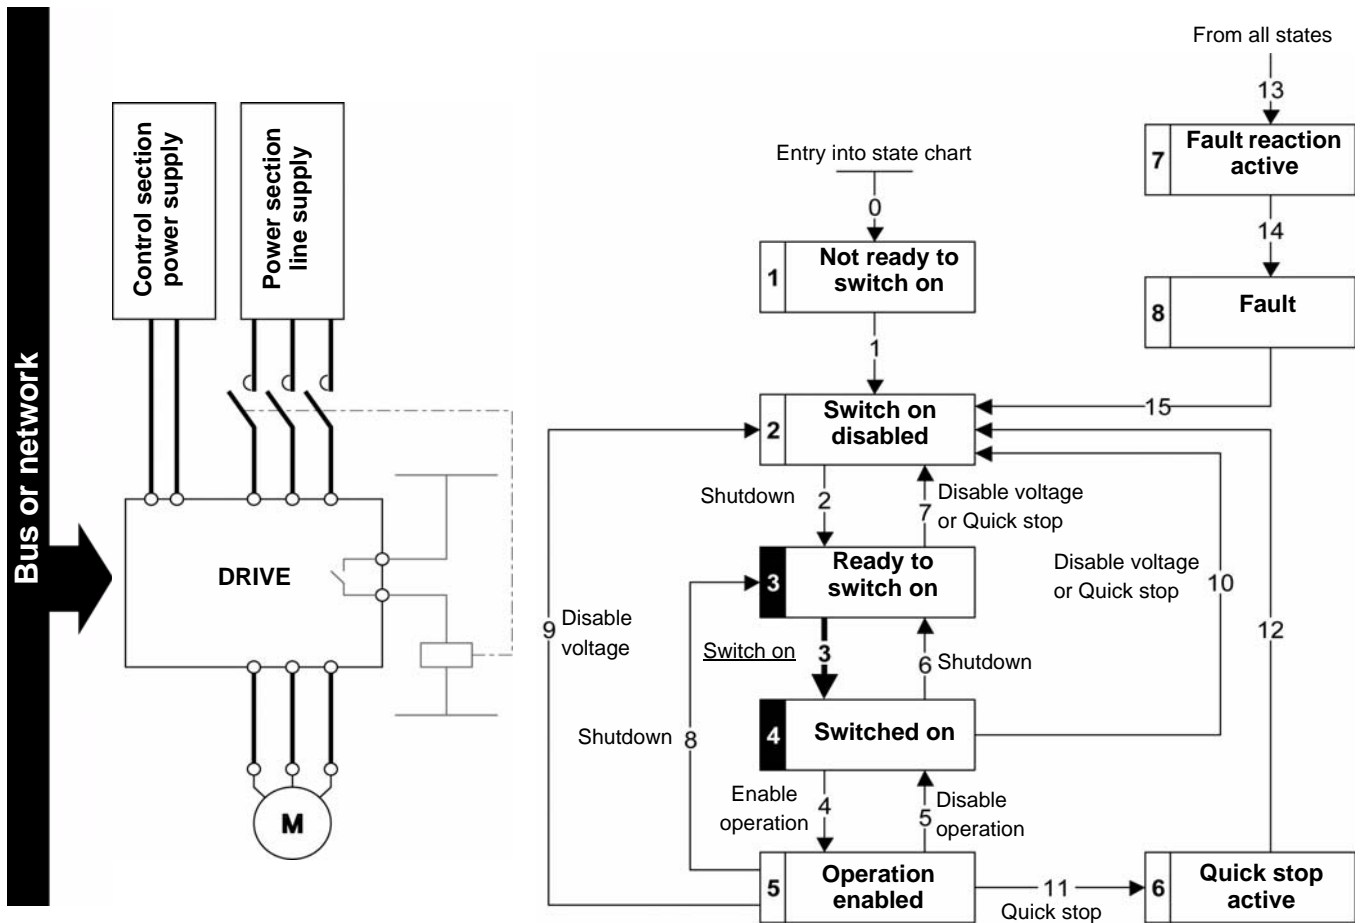 Bus or network
Control section
power supply
Power section
line supply
DRIVE
M
From all states
13
7
Fault reaction
active
14
8
Fault
15
Entry into state chart
0
1
Not ready to
switch on
1
2
Switch on
disabled
Shutdown
2
7
Disable voltage
or Quick stop
3
Ready to
switch on
Disable voltage
or Quick stop
10
12
9
Disable
voltage
Switch on
3
6
Shutdown
Shutdown
8
4
Switched on
Enable
operation
4
5
Disable
operation
5
Operation
enabled
11
Quick stop
6
Quick stop
active